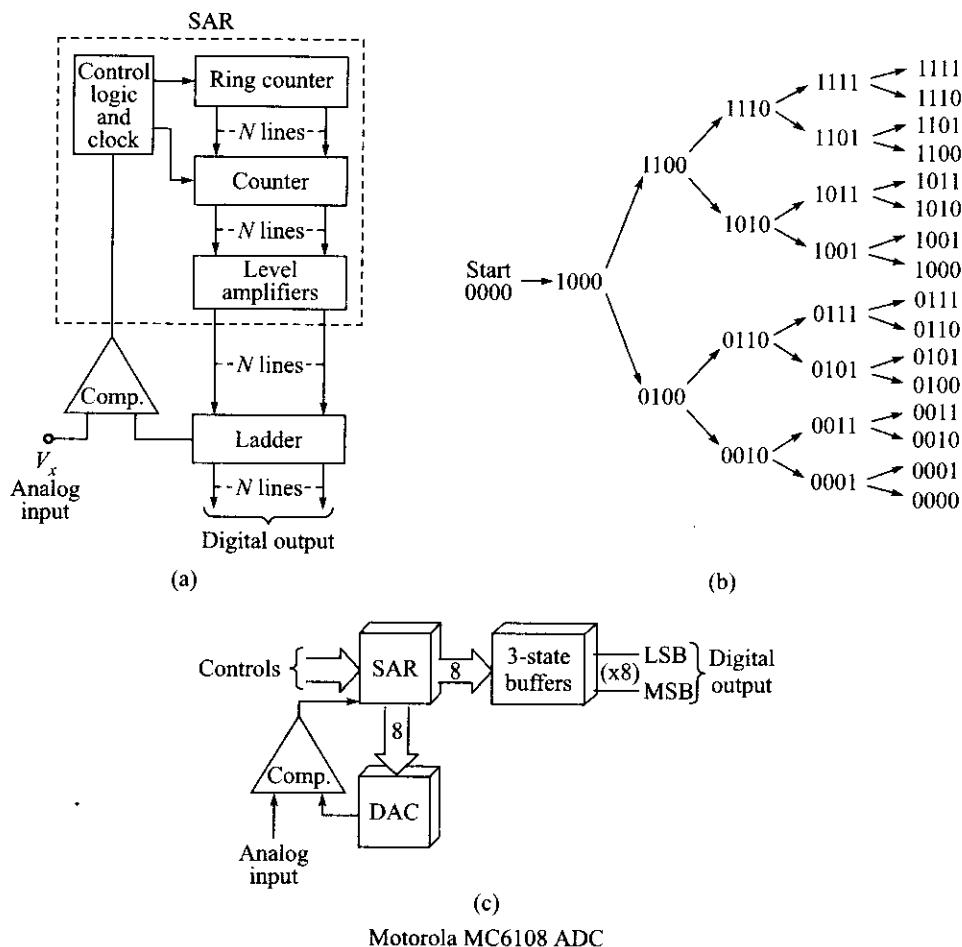 SAR
Control
logic
and
clock
Ring counter
N lines
Counter
N lines
Level
amplifiers
N lines
Comp.
Ladder
Vx
Analog
input
N lines
Digital output
(a)
Start
0000
1000
1100
0100
1110
1010
0110
0010
1111
1101
1011
1001
0111
0101
0011
0001
1111
1110
1101
1100
1011
1010
1001
1000
0111
0110
0101
0100
0011
0010
0001
0000
(b)
Controls
SAR
8
3-state
buffers
LSB
(x8)
MSB
Digital
output
8
Comp.
DAC
Analog
input
(c)
Motorola MC6108 ADC